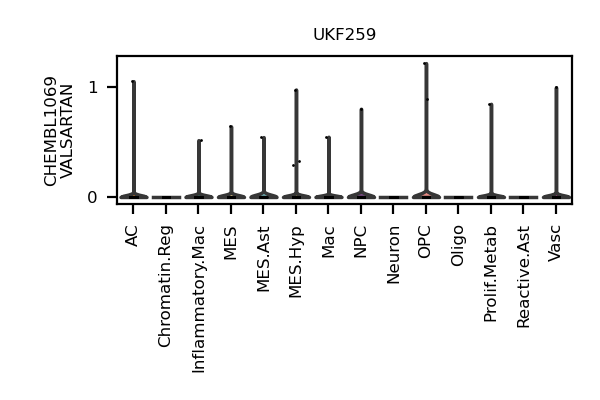 UKF259
CHEMBL1069
VALSARTAN
1
0
AC
Chromatin.Reg
Inflammatory.Mac
MES
MES.Ast
MES.Hyp
Mac
NPC
Neuron
OPC
Oligo
Prolif.Metab
Reactive.Ast
Vasc